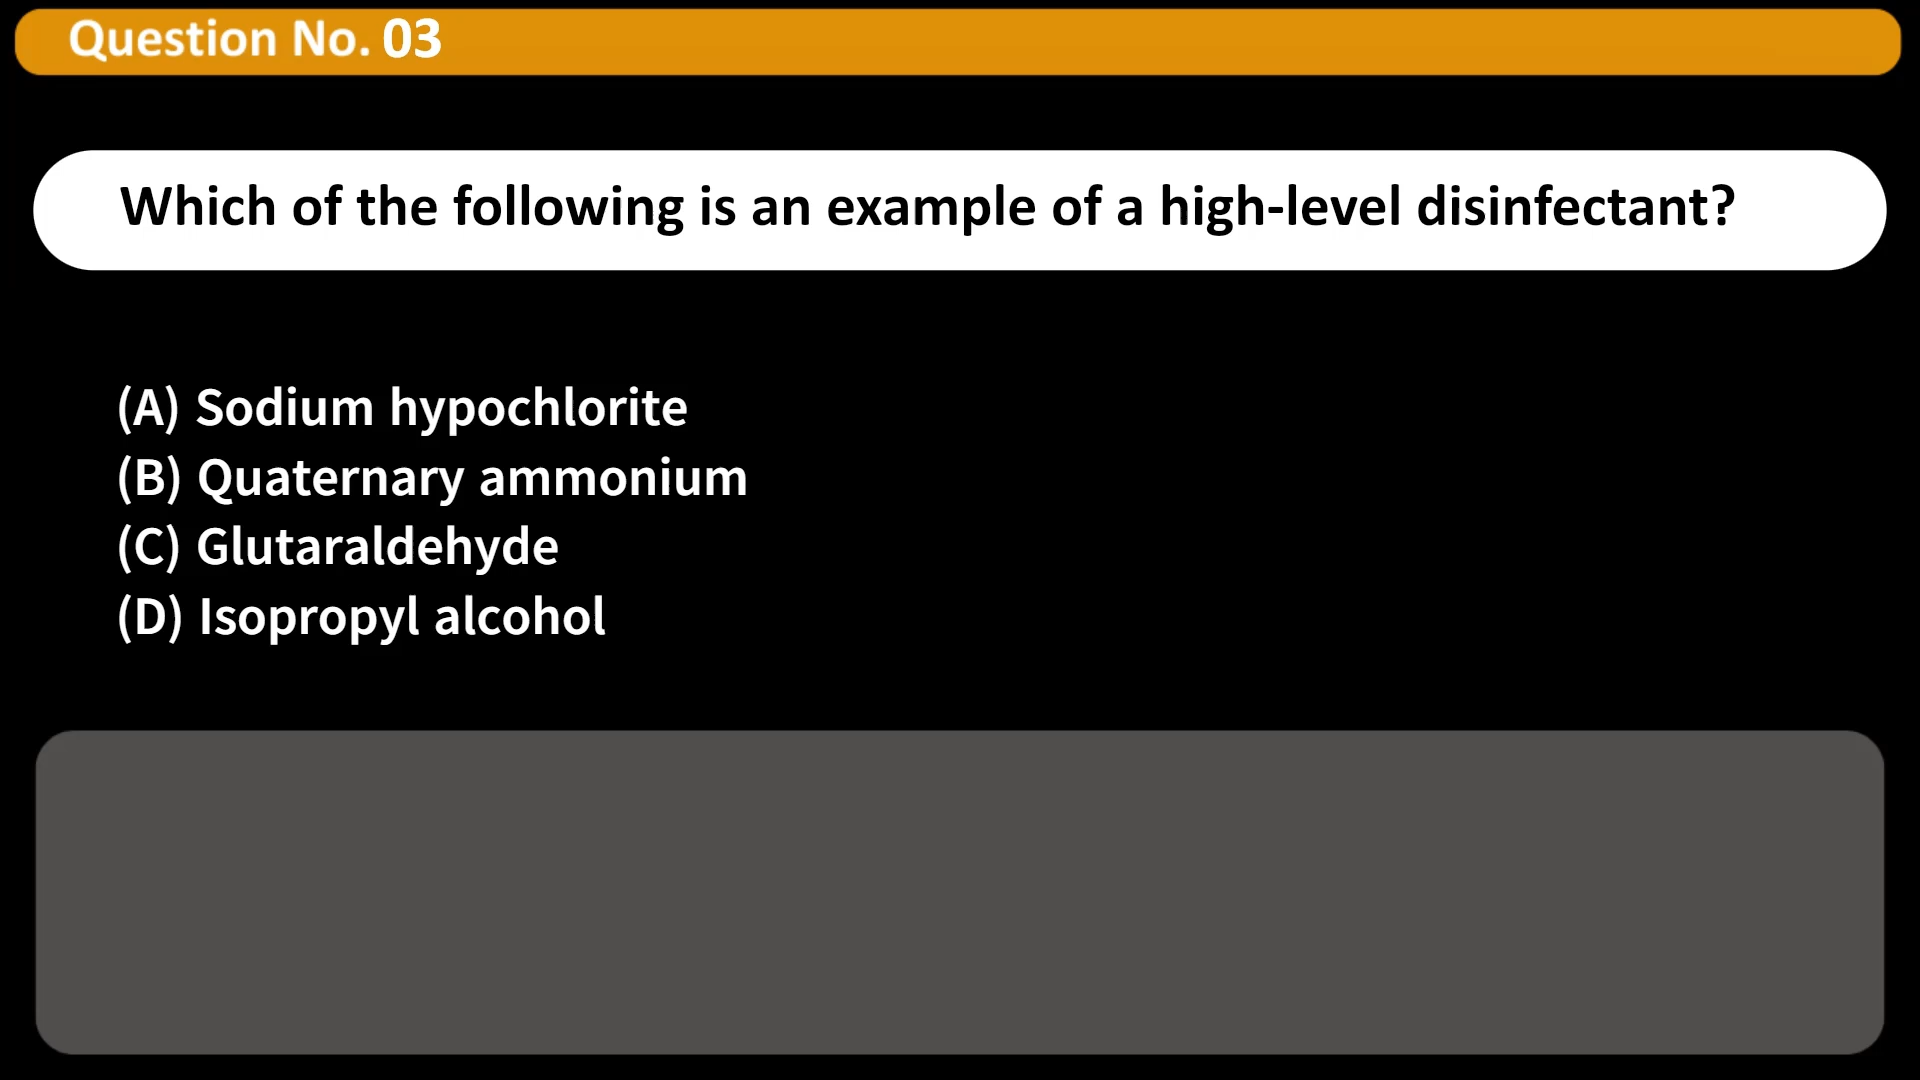 Question No. 03
Which of the following is an example of a high-level disinfectant?
(A) Sodium hypochlorite
(B) Quaternary ammonium
(C) Glutaraldehyde
(D) Isopropyl alcohol